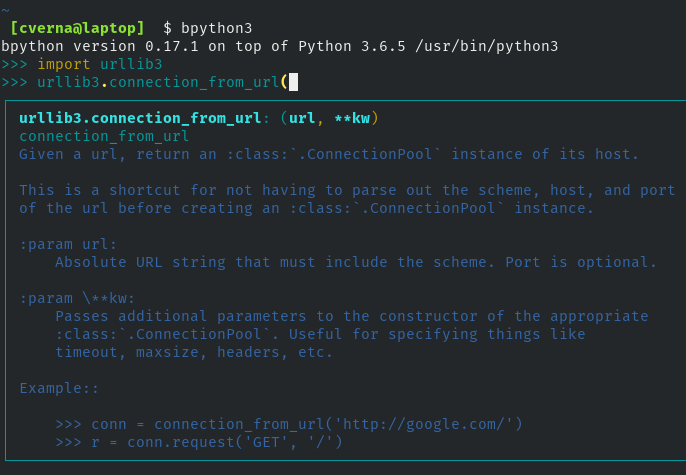 ~
[cverna@laptop]  $ bpython3
bpython version 0.17.1 on top of Python 3.6.5 /usr/bin/python3
>>> import urllib3
>>> urllib3.connection_from_url(
urllib3.connection_from_url: (url, **kw)
connection_from_url
Given a url, return an :class:`.ConnectionPool` instance of its host.
This is a shortcut for not having to parse out the scheme, host, and port
of the url before creating an :class:`.ConnectionPool` instance.
:param url:
    Absolute URL string that must include the scheme. Port is optional.
:param \**kw:
    Passes additional parameters to the constructor of the appropriate
    :class:`.ConnectionPool`. Useful for specifying things like
    timeout, maxsize, headers, etc.
Example::
    >>> conn = connection_from_url('http://google.com/')
    >>> r = conn.request('GET', '/')